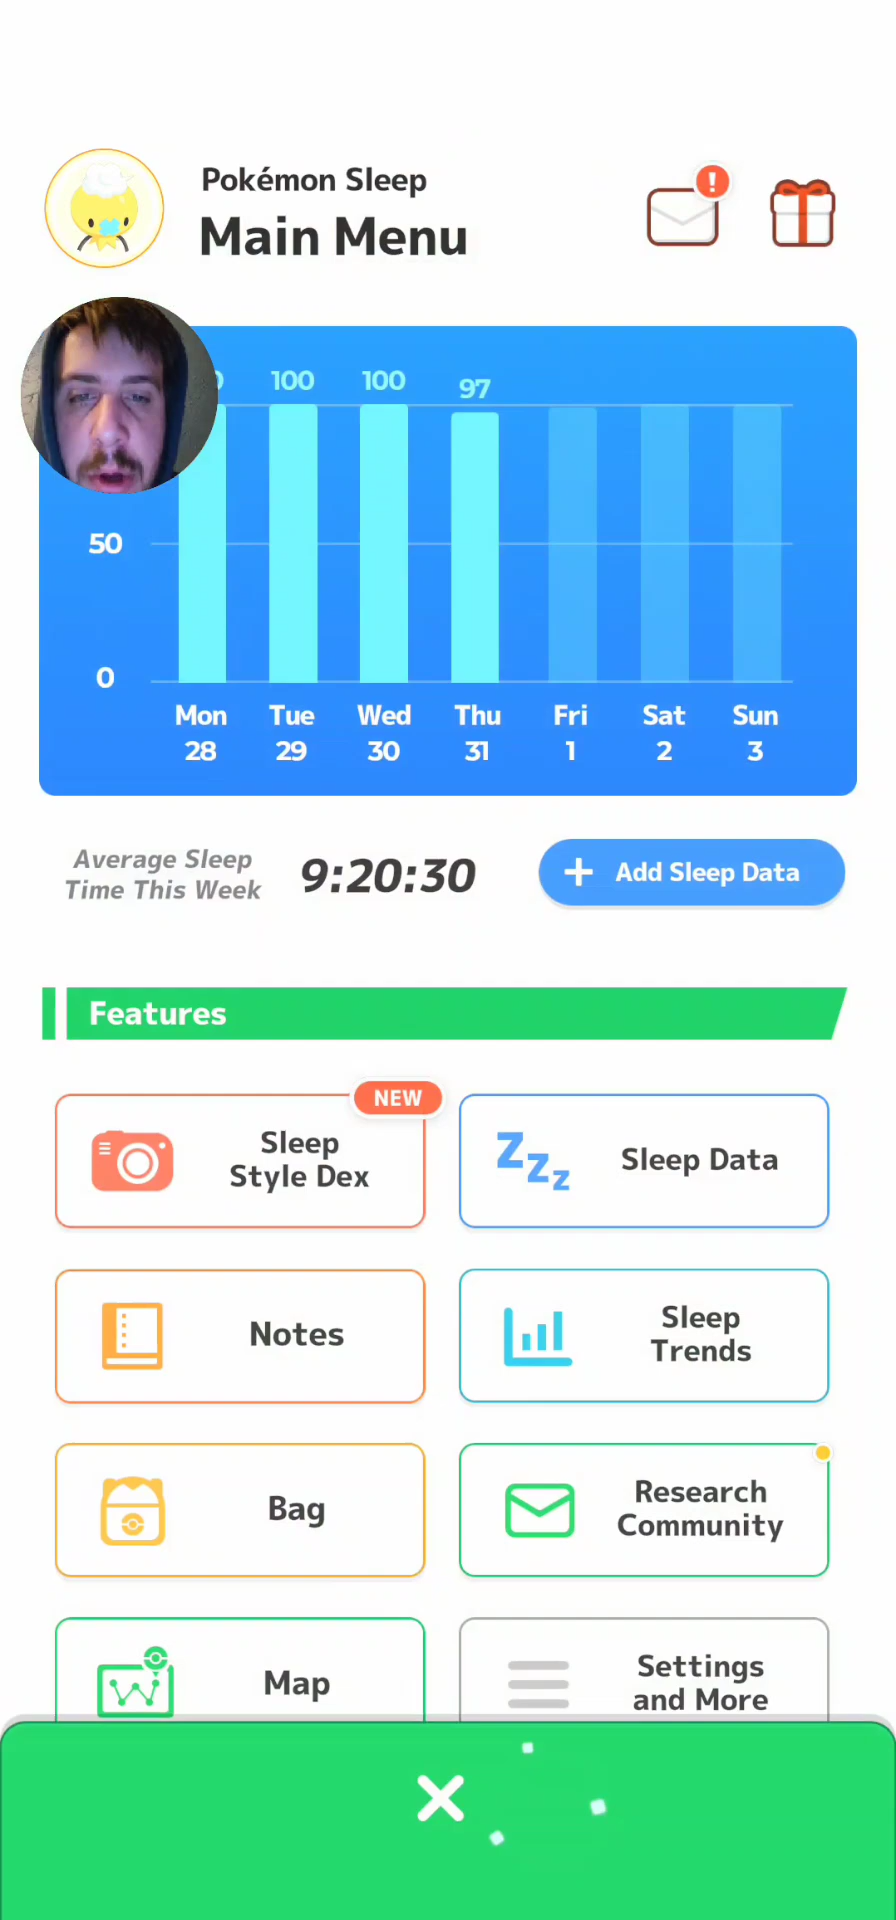 Pokémon Sleep
Main Menu
!
0 100 100 97
50
0
Mon Tue Wed Thu Fri Sat Sun
28 29 30 31 1 2 3
Average Sleep
Time This Week
9:20:30
Add Sleep Data
Features
NEW
Sleep
Style Dex
Zzz
Sleep Data
Notes
Sleep
Trends
Bag
Research
Community
Map
Settings
and More